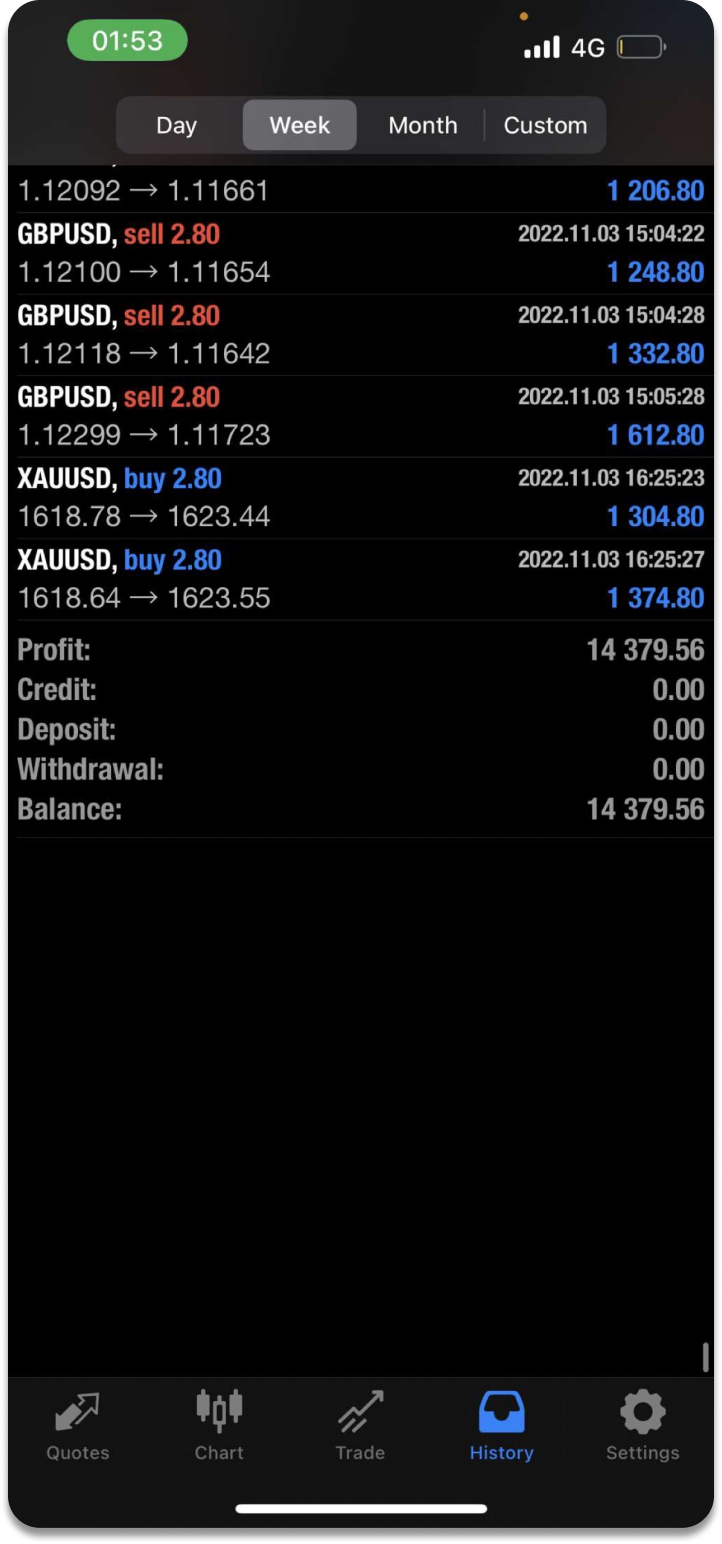 01:53
4G
Day Week Month Custom
1.12092 → 1.11661 1 206.80
GBPUSD, sell 2.80 2022.11.03 15:04:22
1.12100 → 1.11654 1 248.80
GBPUSD, sell 2.80 2022.11.03 15:04:28
1.12118 → 1.11642 1 332.80
GBPUSD, sell 2.80 2022.11.03 15:05:28
1.12299 → 1.11723 1 612.80
XAUUSD, buy 2.80 2022.11.03 16:25:23
1618.78 → 1623.44 1 304.80
XAUUSD, buy 2.80 2022.11.03 16:25:27
1618.64 → 1623.55 1 374.80
Profit: 14 379.56
Credit: 0.00
Deposit: 0.00
Withdrawal: 0.00
Balance: 14 379.56
Quotes Chart Trade History Settings